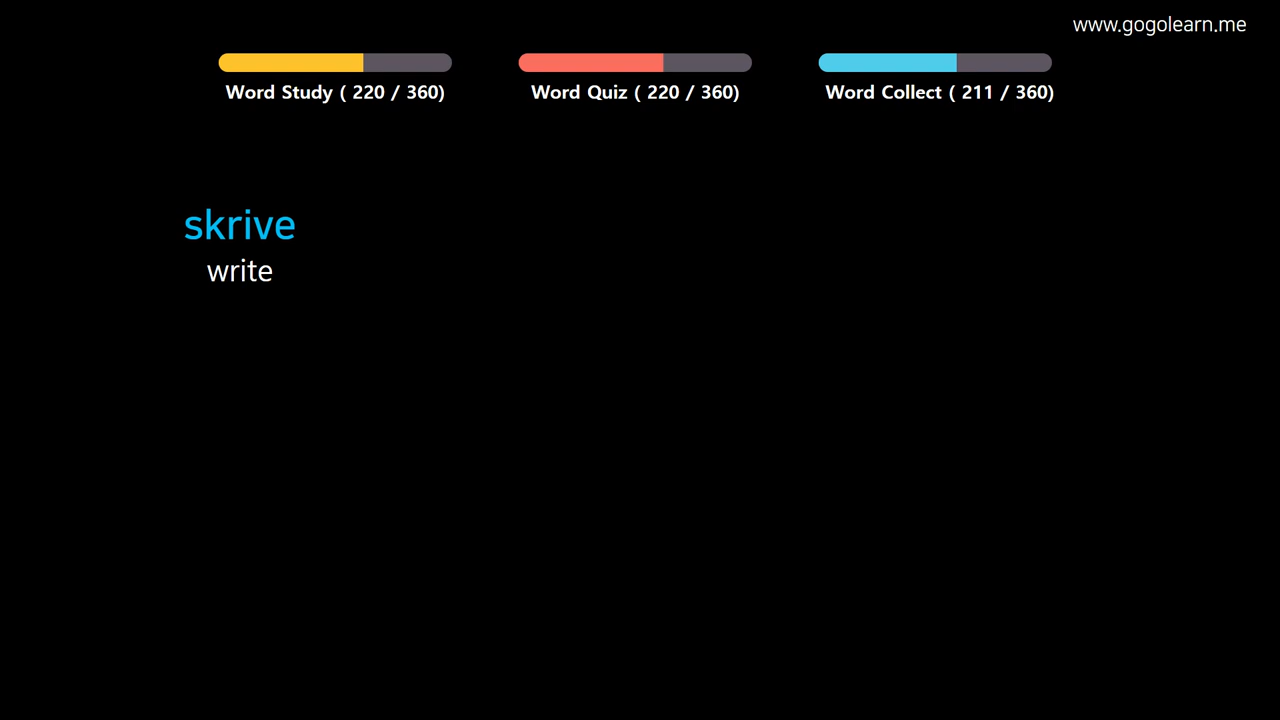 www.gogolearn.me
Word Study ( 220 / 360)
Word Quiz ( 220 / 360)
Word Collect ( 211 / 360)
skrive
write